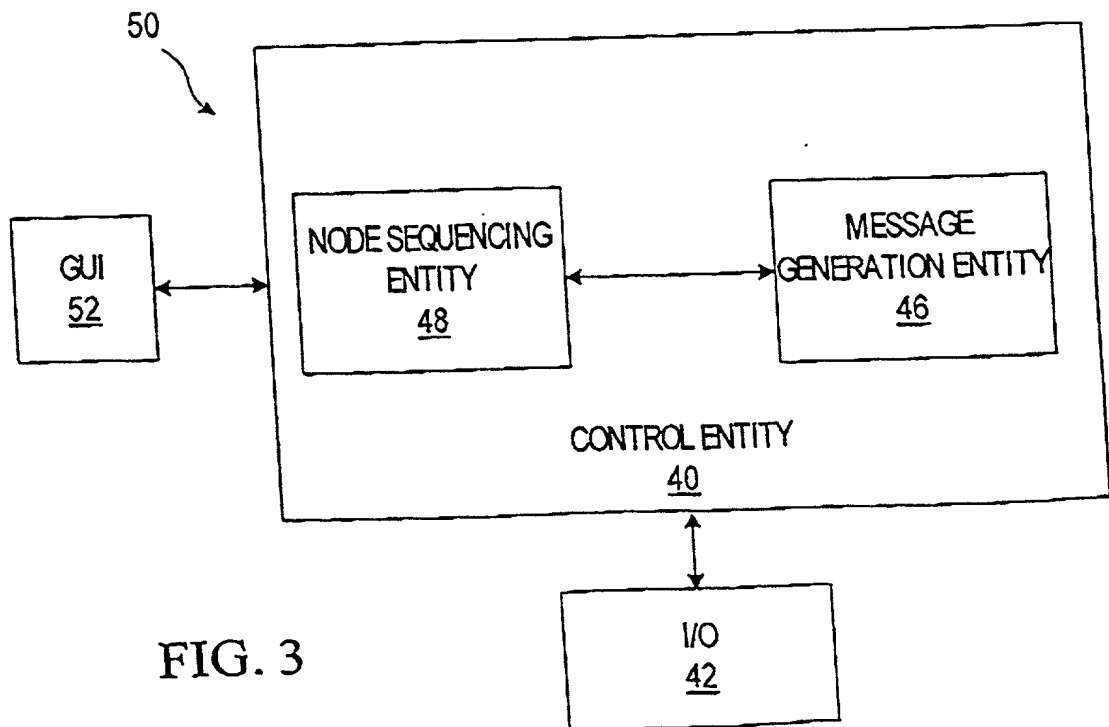 50
GUI
52
NODE SEQUENCING
ENTITY
48
MESSAGE
GENERATION ENTITY
46
CONTROL ENTITY
40
I/O
42
FIG. 3